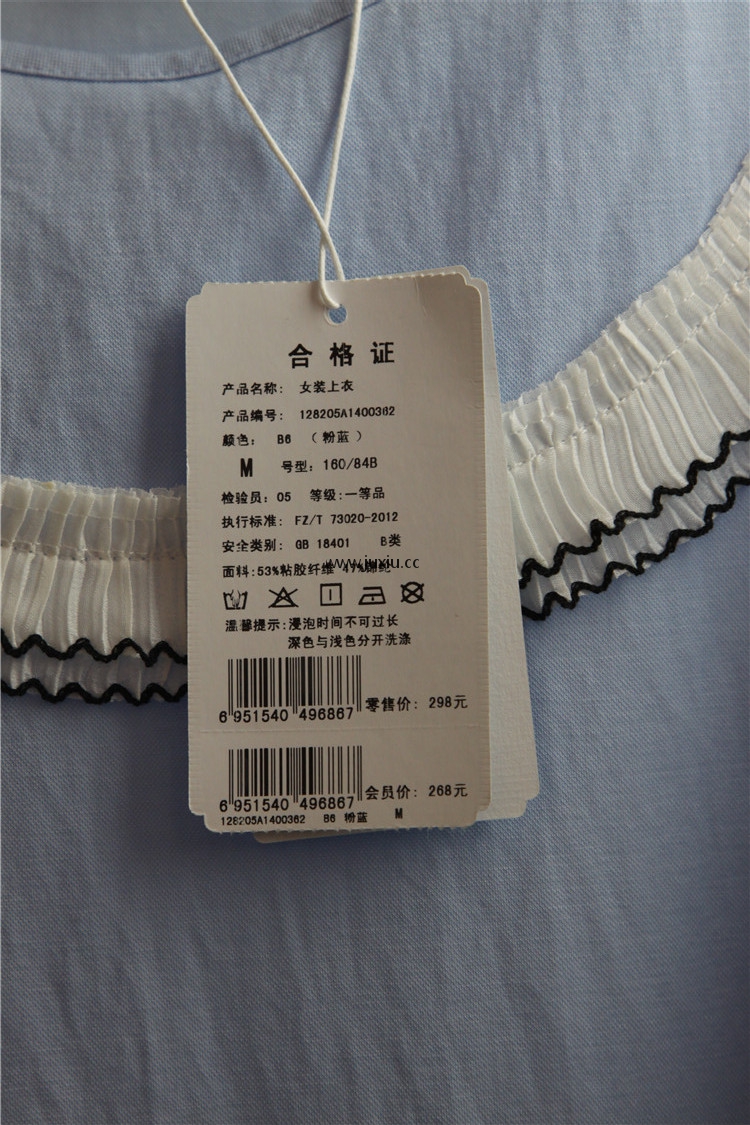 合格证
产品名称: 女装上衣
产品编号: 128205A1400362
颜色: B6 (粉蓝)
M 号型: 160/84B
检验员: 05 等级:一等品
执行标准: FZ/T 73020-2012
安全类别: GB 18401 B类
www.juxiu.cc
面料:53%粘胶纤维 47%锦纶
温馨提示:浸泡时间不可过长
深色与浅色分开洗涤
6 951540 496867 零售价: 298元
6 951540 496867 会员价: 268元
128205A1400362 B6 粉蓝 M